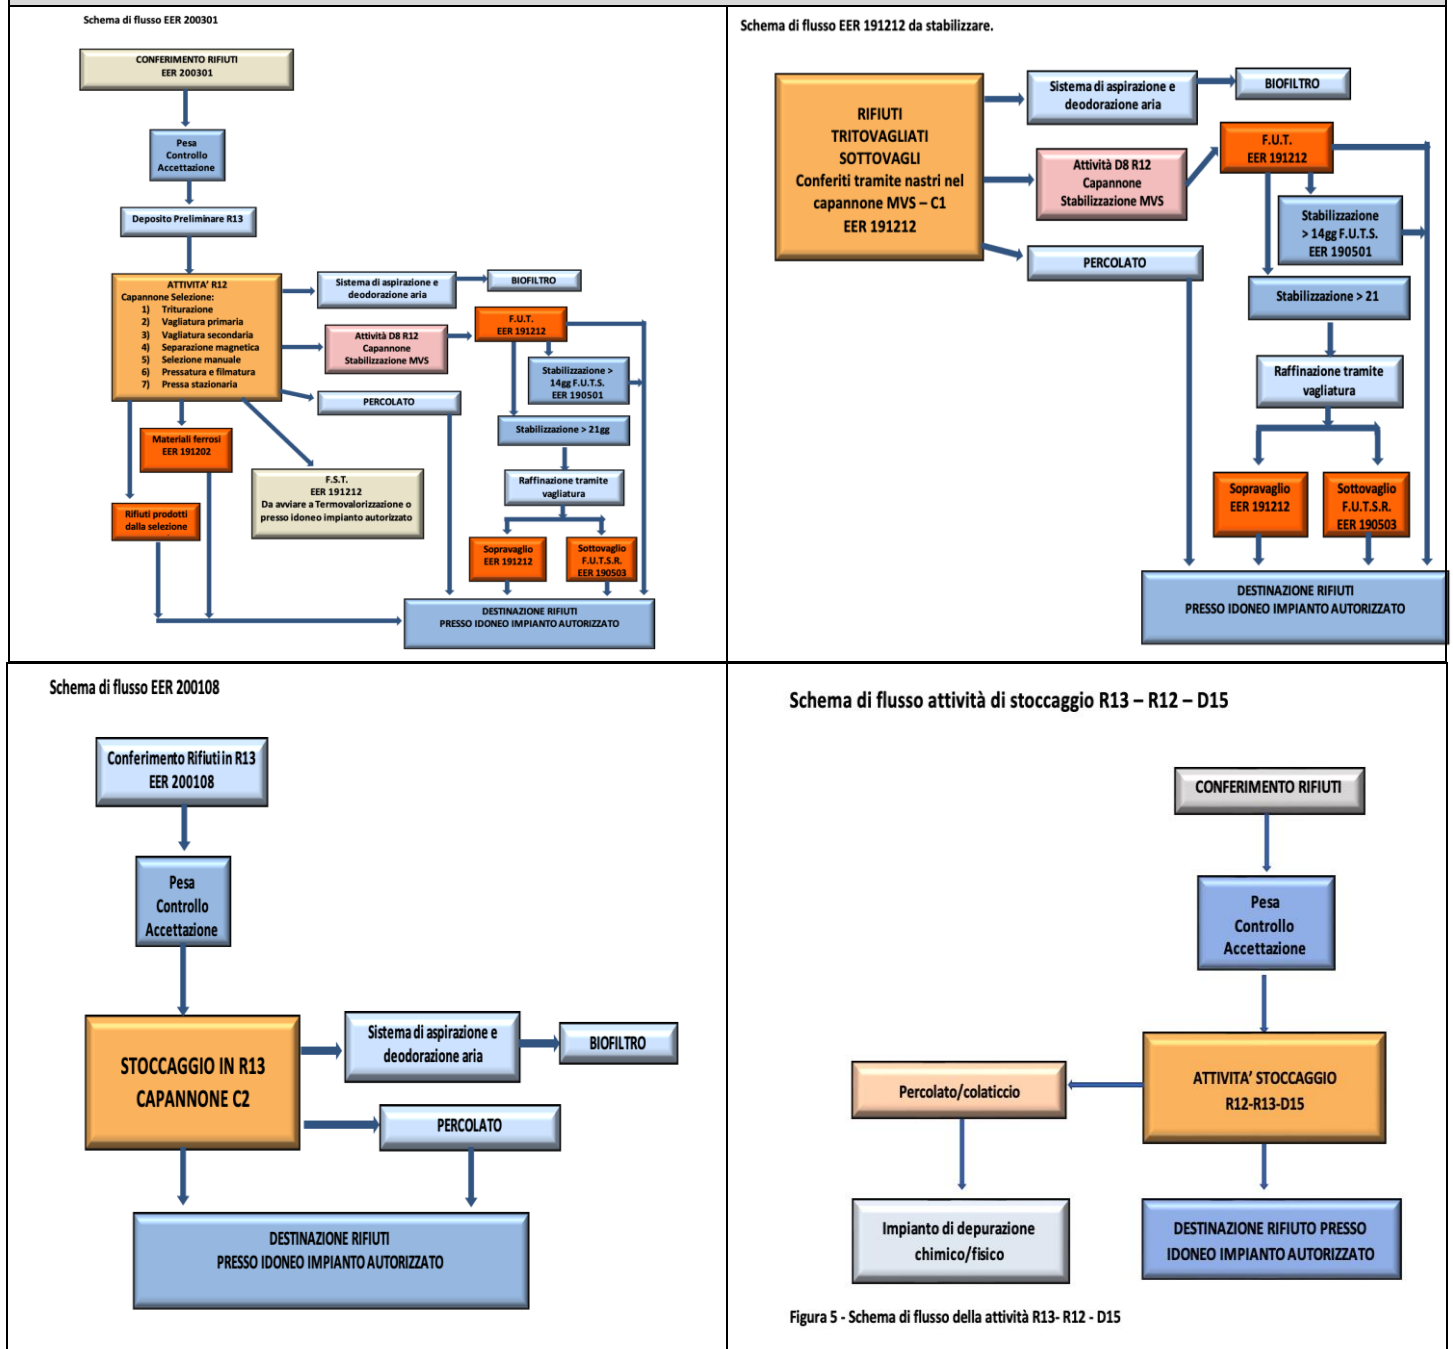 Schema di flusso EER 200301
CONFERIMENTO RIFIUTI
EER 200301
Pesa
Controllo
Accettazione
Deposito Preliminare R13
ATTIVITA' R12
Capannone Selezione:
1) Triturazione
2) Vagliatura primaria
3) Vagliatura secondaria
4) Separazione magnetica
5) Selezione manuale
6) Pressatura e filmatura
7) Pressa stazionaria
Sistema di aspirazione e
deodorazione aria
BIOFILTRO
Attività D8 R12
Capannone
Stabilizzazione MVS
F.U.T.
EER 191212
Stabilizzazione >
14gg F.U.T.S.
EER 190501
PERCOLATO
Stabilizzazione > 21gg
Materiali ferrosi
EER 191202
F.S.T.
EER 191212
Da avviare a Termovalorizzazione o
presso idoneo impianto autorizzato
Raffinazione tramite
vagliatura
Rifiuti prodotti
dalla selezione
Sopravaglio
EER 191212
Sottovaglio
F.U.T.S.R.
EER 190503
DESTINAZIONE RIFIUTI
PRESSO IDONEO IMPIANTO AUTORIZZATO
Schema di flusso EER 191212 da stabilizzare.
RIFIUTI
TRITOVAGLIATI
SOTTOVAGLI
Conferiti tramite nastri nel
capannone MVS – C1
EER 191212
Sistema di aspirazione e
deodorazione aria
BIOFILTRO
Attività D8 R12
Capannone
Stabilizzazione MVS
F.U.T.
EER 191212
Stabilizzazione
> 14gg F.U.T.S.
EER 190501
PERCOLATO
Stabilizzazione > 21
Raffinazione tramite
vagliatura
Sopravaglio
EER 191212
Sottovaglio
F.U.T.S.R.
EER 190503
DESTINAZIONE RIFIUTI
PRESSO IDONEO IMPIANTO AUTORIZZATO
Schema di flusso EER 200108
Conferimento Rifiuti in R13
EER 200108
Pesa
Controllo
Accettazione
STOCCAGGIO IN R13
CAPANNONE C2
Sistema di aspirazione e
deodorazione aria
BIOFILTRO
PERCOLATO
DESTINAZIONE RIFIUTI
PRESSO IDONEO IMPIANTO AUTORIZZATO
Schema di flusso attività di stoccaggio R13 – R12 – D15
CONFERIMENTO RIFIUTI
Pesa
Controllo
Accettazione
ATTIVITA' STOCCAGGIO
R12-R13-D15
Percolato/colaticcio
Impianto di depurazione
chimico/fisico
DESTINAZIONE RIFIUTO PRESSO
IDONEO IMPIANTO AUTORIZZATO
Figura 5 - Schema di flusso della attività R13- R12 - D15